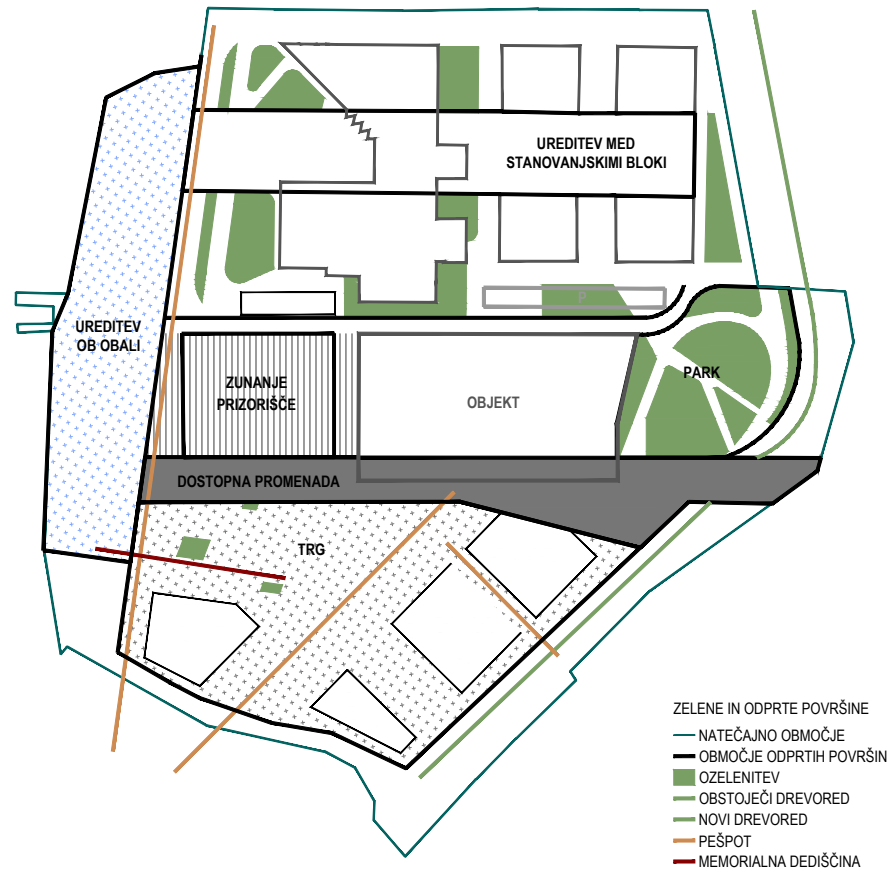 UREDITEV MED
STANOVANJSKIMI BLOKI
P
UREDITEV
OB OBALI
ZUNANJE
PRIZORIŠČE
OBJEKT
PARK
DOSTOPNA PROMENADA
TRG
ZELENE IN ODPRTE POVRŠINE
NATEČAJNO OBMOČJE
OBMOČJE ODPRTIH POVRŠIN
OZELENITEV
OBSTOJEČI DREVORED
NOVI DREVORED
PEŠPOT
MEMORIALNA DEDIŠČINA